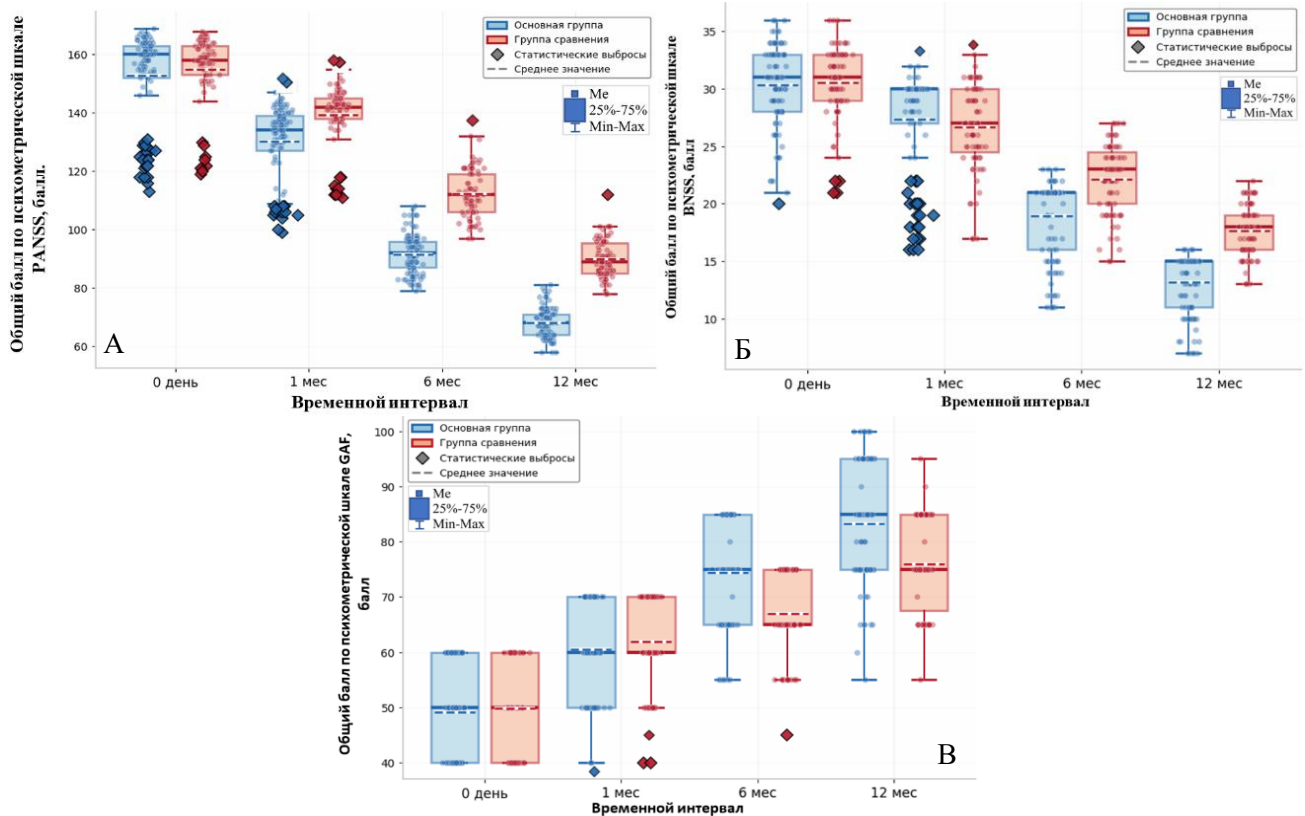 Общий балл по психометрической шкале
PANSS, балл.
160
140
120
100
80
60
А
Основная группа
Группа сравнения
Статистические выбросы
Среднее значение
Me
25%-75%
Min-Max
0 день
1 мес
6 мес
12 мес
Временной интервал
Общий балл по психометрической шкале
BNSS, балл
35
30
25
20
15
10
Б
Основная группа
Группа сравнения
Статистические выбросы
Среднее значение
Me
25%-75%
Min-Max
0 день
1 мес
6 мес
12 мес
Временной интервал
Общий балл по психометрической шкале GAF,
балл
100
90
80
70
60
50
40
Основная группа
Группа сравнения
Статистические выбросы
Среднее значение
Me
25%-75%
Min-Max
В
0 день
1 мес
6 мес
12 мес
Временной интервал